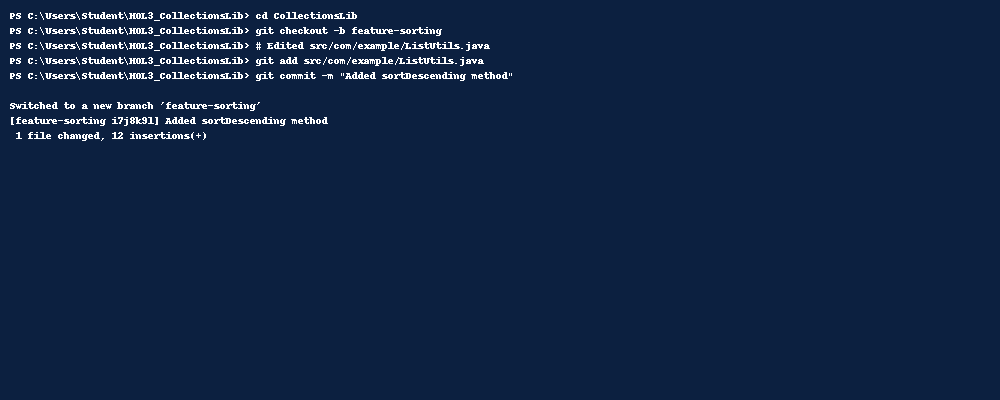 PS C:\Users\Student\HOL3_CollectionsLib> cd CollectionsLib
PS C:\Users\Student\HOL3_CollectionsLib> git checkout -b feature-sorting
PS C:\Users\Student\HOL3_CollectionsLib> # Edited src/com/example/ListUtils.java
PS C:\Users\Student\HOL3_CollectionsLib> git add src/com/example/ListUtils.java
PS C:\Users\Student\HOL3_CollectionsLib> git commit -m "Added sortDescending method"
Switched to a new branch 'feature-sorting'
[feature-sorting i7j8k9l] Added sortDescending method
1 file changed, 12 insertions(+)